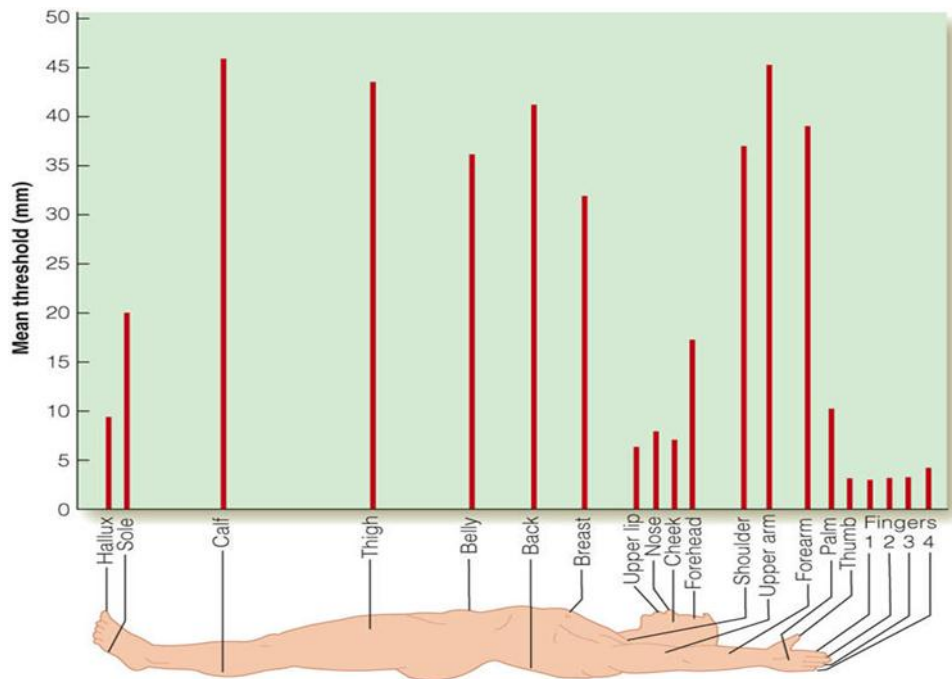 Mean threshold (mm)
50
45
40
35
30
25
20
15
10
5
0
Hallux
Sole
Calf
Thigh
Belly
Back
Breast
Upper lip
Nose
Cheek
Forehead
Shoulder
Upper arm
Forearm
Palm
Thumb
Fingers
1 2 3 4